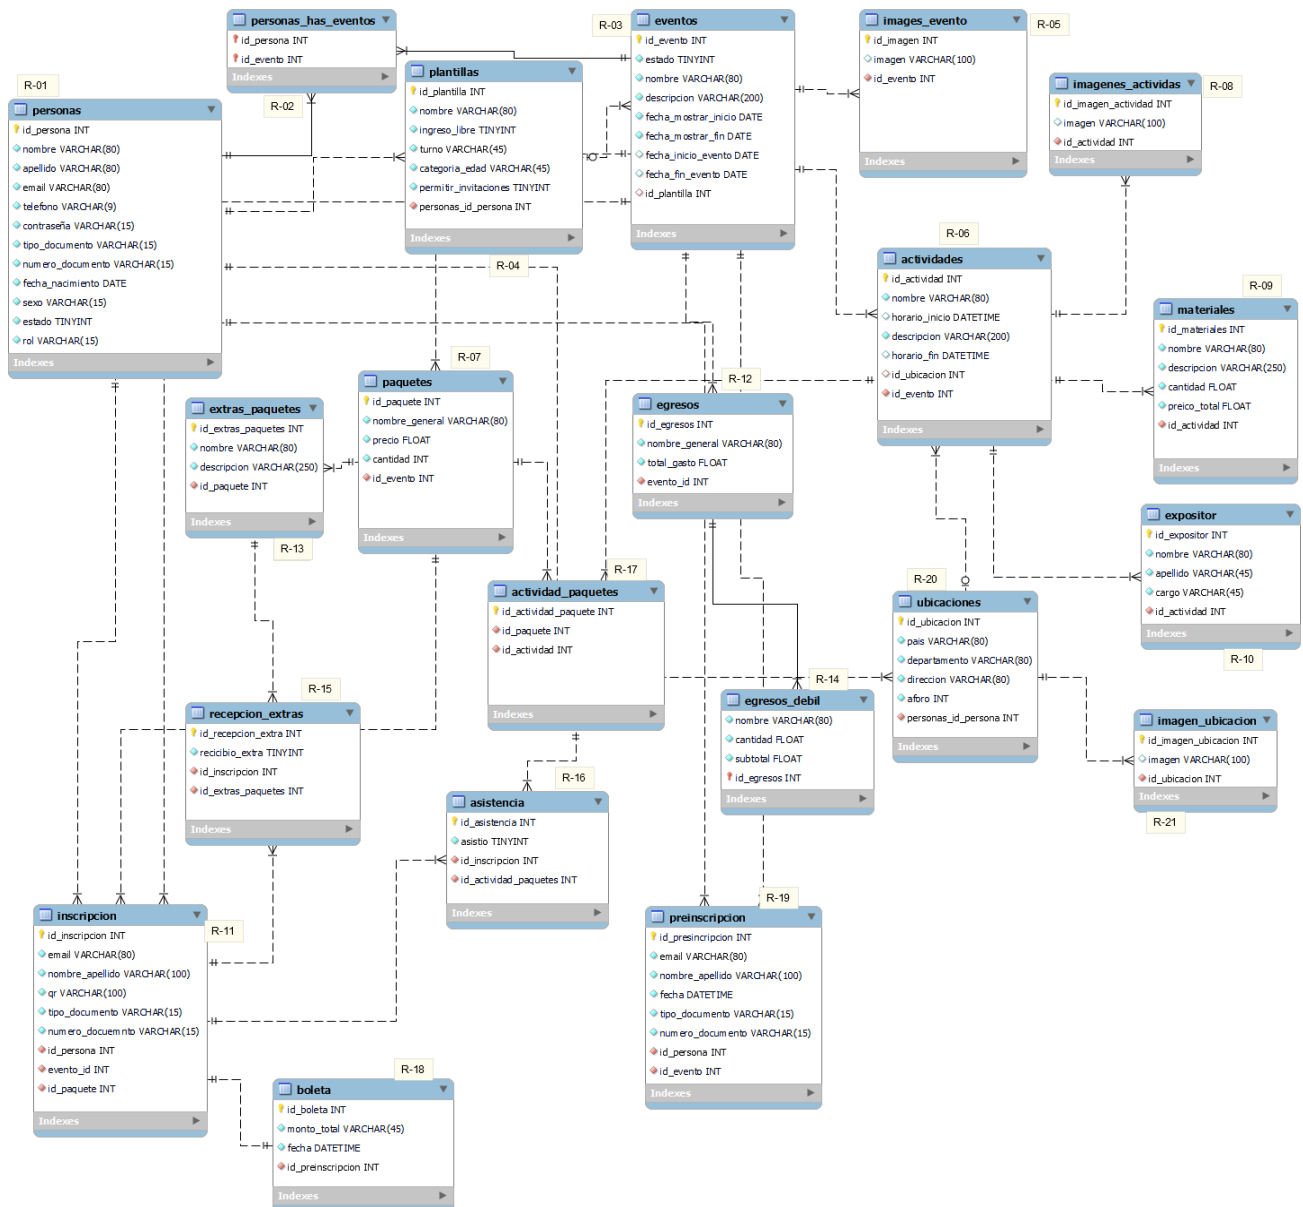 R-01
personas
id_persona INT
nombre VARCHAR(80)
apellido VARCHAR(80)
email VARCHAR(80)
telefono VARCHAR(9)
contraseña VARCHAR(15)
tipo_documento VARCHAR(15)
numero_documento VARCHAR(15)
fecha_nacimiento DATE
sexo VARCHAR(15)
estado TINYINT
rol VARCHAR(15)
Indexes
personas_has_eventos
id_persona INT
id_evento INT
Indexes
R-02
plantillas
id_plantilla INT
nombre VARCHAR(80)
ingreso_libre TINYINT
turno VARCHAR(45)
categoria_edad VARCHAR(45)
permitir_invitaciones TINYINT
personas_id_persona INT
Indexes
R-04
R-03
eventos
id_evento INT
estado TINYINT
nombre VARCHAR(80)
descripcion VARCHAR(200)
fecha_mostrar_inicio DATE
fecha_mostrar_fin DATE
fecha_inicio_evento DATE
fecha_fin_evento DATE
id_plantilla INT
Indexes
images_evento
id_imagen INT
imagen VARCHAR(100)
id_evento INT
Indexes
R-05
imagenes_actividas
id_imagen_actividad INT
imagen VARCHAR(100)
id_actividad INT
Indexes
R-08
R-06
actividades
id_actividad INT
nombre VARCHAR(80)
horario_inicio DATETIME
descripcion VARCHAR(200)
horario_fin DATETIME
id_ubicacion INT
id_evento INT
Indexes
R-09
materiales
id_materiales INT
nombre VARCHAR(80)
descripcion VARCHAR(250)
cantidad FLOAT
preico_total FLOAT
id_actividad INT
Indexes
R-07
paquetes
id_paquete INT
nombre_general VARCHAR(80)
precio FLOAT
cantidad INT
id_evento INT
Indexes
extras_paquetes
id_extras_paquetes INT
nombre VARCHAR(80)
descripcion VARCHAR(250)
id_paquete INT
Indexes
R-13
R-12
egresos
id_egresos INT
nombre_general VARCHAR(80)
total_gasto FLOAT
evento_id INT
Indexes
expositor
id_expositor INT
nombre VARCHAR(80)
apellido VARCHAR(45)
cargo VARCHAR(45)
id_actividad INT
Indexes
R-10
R-17
actividad_paquetes
id_actividad_paquete INT
id_paquete INT
id_actividad INT
Indexes
R-20
ubicaciones
id_ubicacion INT
pais VARCHAR(80)
departamento VARCHAR(80)
direccion VARCHAR(80)
aforo INT
personas_id_persona INT
Indexes
R-14
egresos_debil
nombre VARCHAR(80)
cantidad FLOAT
subtotal FLOAT
id_egresos INT
Indexes
imagen_ubicacion
id_imagen_ubicacion INT
imagen VARCHAR(100)
id_ubicacion INT
Indexes
R-21
R-15
recepcion_extras
id_recepcion_extra INT
recicibio_extra TINYINT
id_inscripcion INT
id_extras_paquetes INT
Indexes
R-16
asistencia
id_asistencia INT
asistio TINYINT
id_inscripcion INT
id_actividad_paquetes INT
Indexes
inscripcion
id_inscripcion INT
email VARCHAR(80)
nombre_apellido VARCHAR(100)
qr VARCHAR(100)
tipo_documento VARCHAR(15)
numero_docuemnto VARCHAR(15)
id_persona INT
evento_id INT
id_paquete INT
Indexes
R-11
R-19
preinscripcion
id_presincripcion INT
email VARCHAR(80)
nombre_apellido VARCHAR(100)
fecha DATETIME
tipo_documento VARCHAR(15)
numero_documento VARCHAR(15)
id_persona INT
id_evento INT
Indexes
R-18
boleta
id_boleta INT
monto_total VARCHAR(45)
fecha DATETIME
id_preinscripcion INT
Indexes